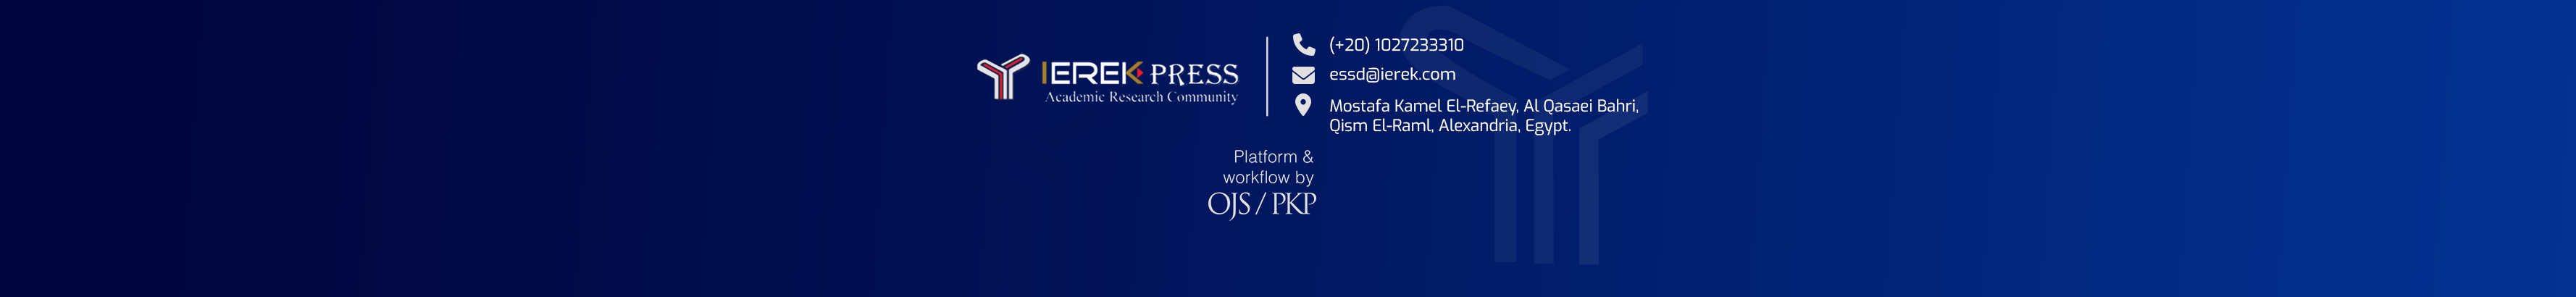 IEREK PRESS
Academic Research Community
(+20) 1027233310
essd@ierek.com
Mostafa Kamel El-Refaey, Al Qasaei Bahri,
Qism El-Raml, Alexandria, Egypt.
Platform &
workflow by
OJS / PKP